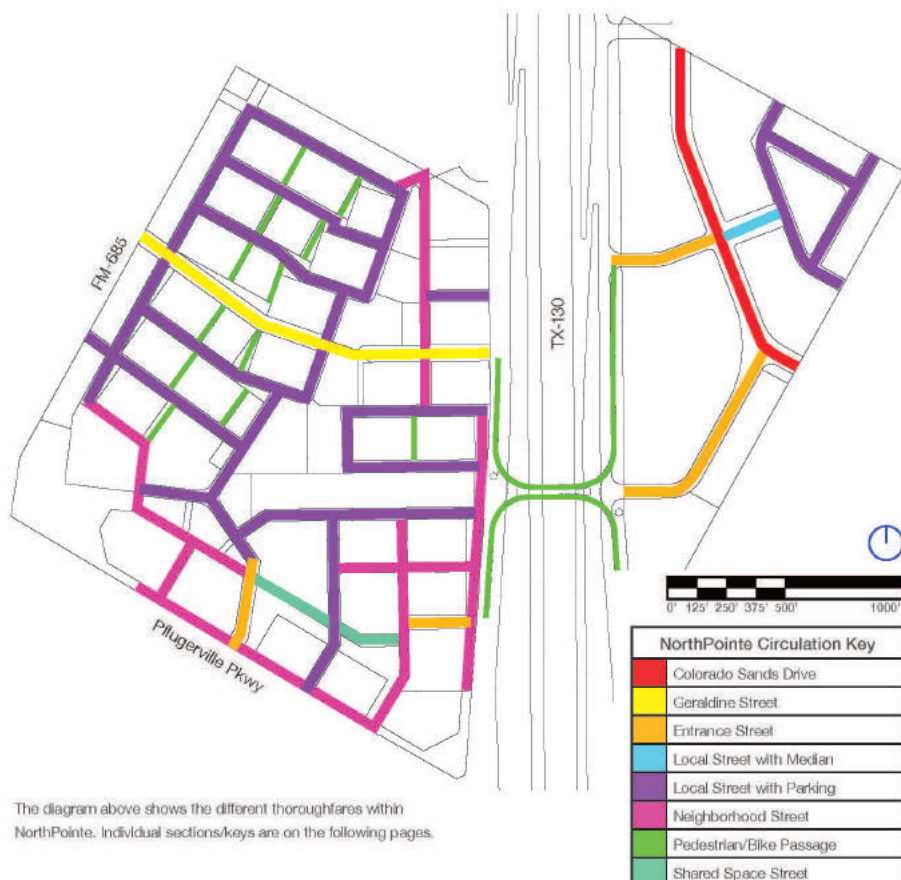 FM-685
TX-130
Pflugerville Pkwy
0' 125' 250' 375' 500' 1000'
NorthPointe Circulation Key
Colorado Sands Drive
Geraldine Street
Entrance Street
Local Street with Median
Local Street with Parking
Neighborhood Street
Pedestrian/Bike Passage
Shared Space Street
The diagram above shows the different thoroughfares within
NorthPointe. Individual sections/keys are on the following pages.